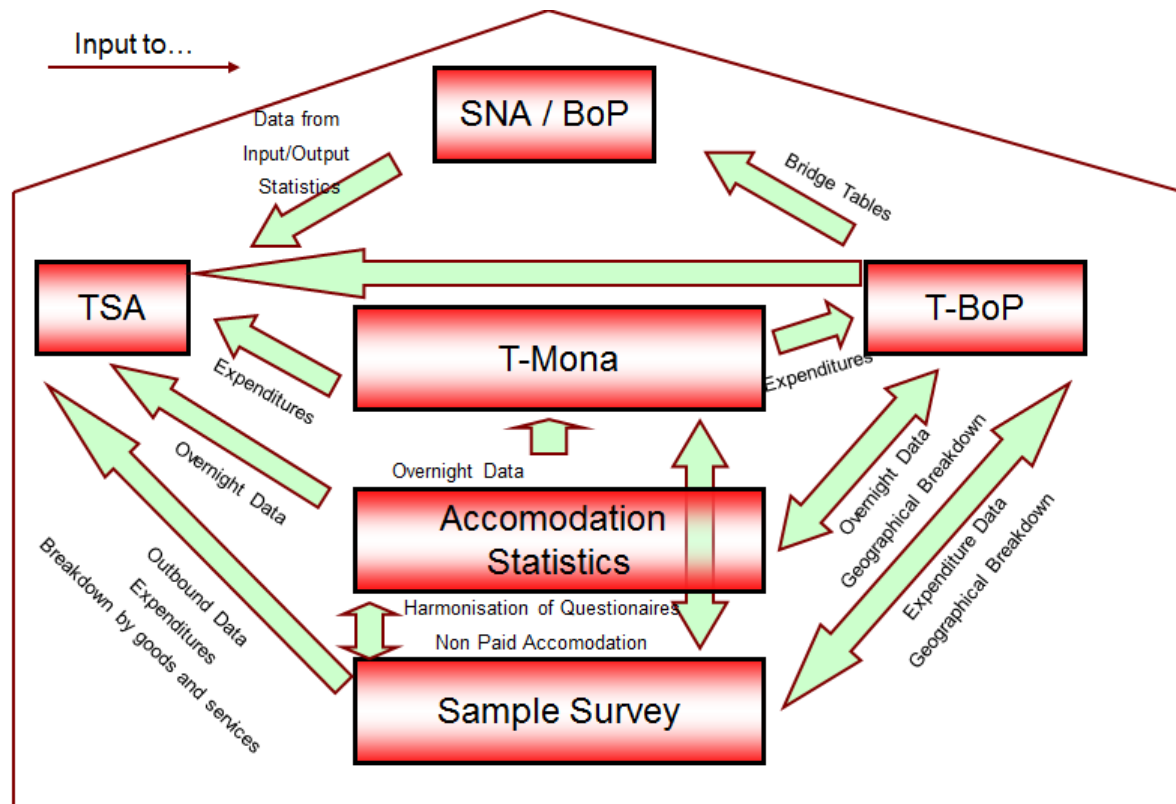 Input to…
SNA / BoP
Data from
Input/Output
Statistics
Bridge Tables
TSA
T-BoP
T-Mona
Expenditures
Expenditures
Overnight Data
Overnight Data
Accomodation
Statistics
Overnight Data
Geographical Breakdown
Expenditure Data
Geographical Breakdown
Outbound Data
Expenditures
Breakdown by goods and services
Harmonisation of Questionaires
Non Paid Accomodation
Sample Survey